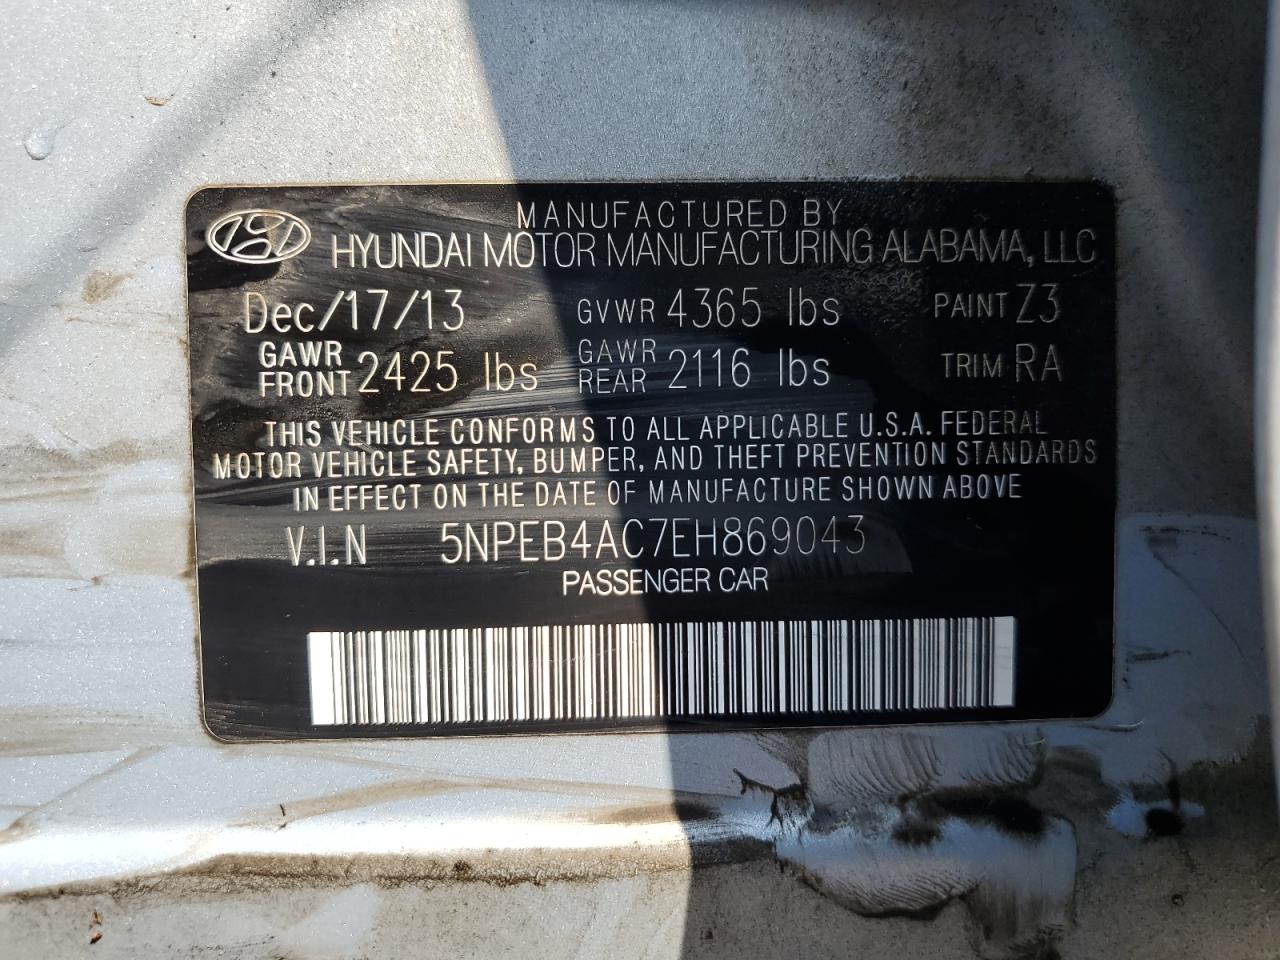 MANUFACTURED BY
HYUNDAI MOTOR MANUFACTURING ALABAMA, LLC
Dec/17/13 GVWR 4365 lbs PAINT Z3
GAWR FRONT 2425 lbs GAWR REAR 2116 lbs TRIM RA
THIS VEHICLE CONFORMS TO ALL APPLICABLE U.S.A. FEDERAL
MOTOR VEHICLE SAFETY, BUMPER, AND THEFT PREVENTION STANDARDS
IN EFFECT ON THE DATE OF MANUFACTURE SHOWN ABOVE
V.I.N 5NPEB4AC7EH869043
PASSENGER CAR